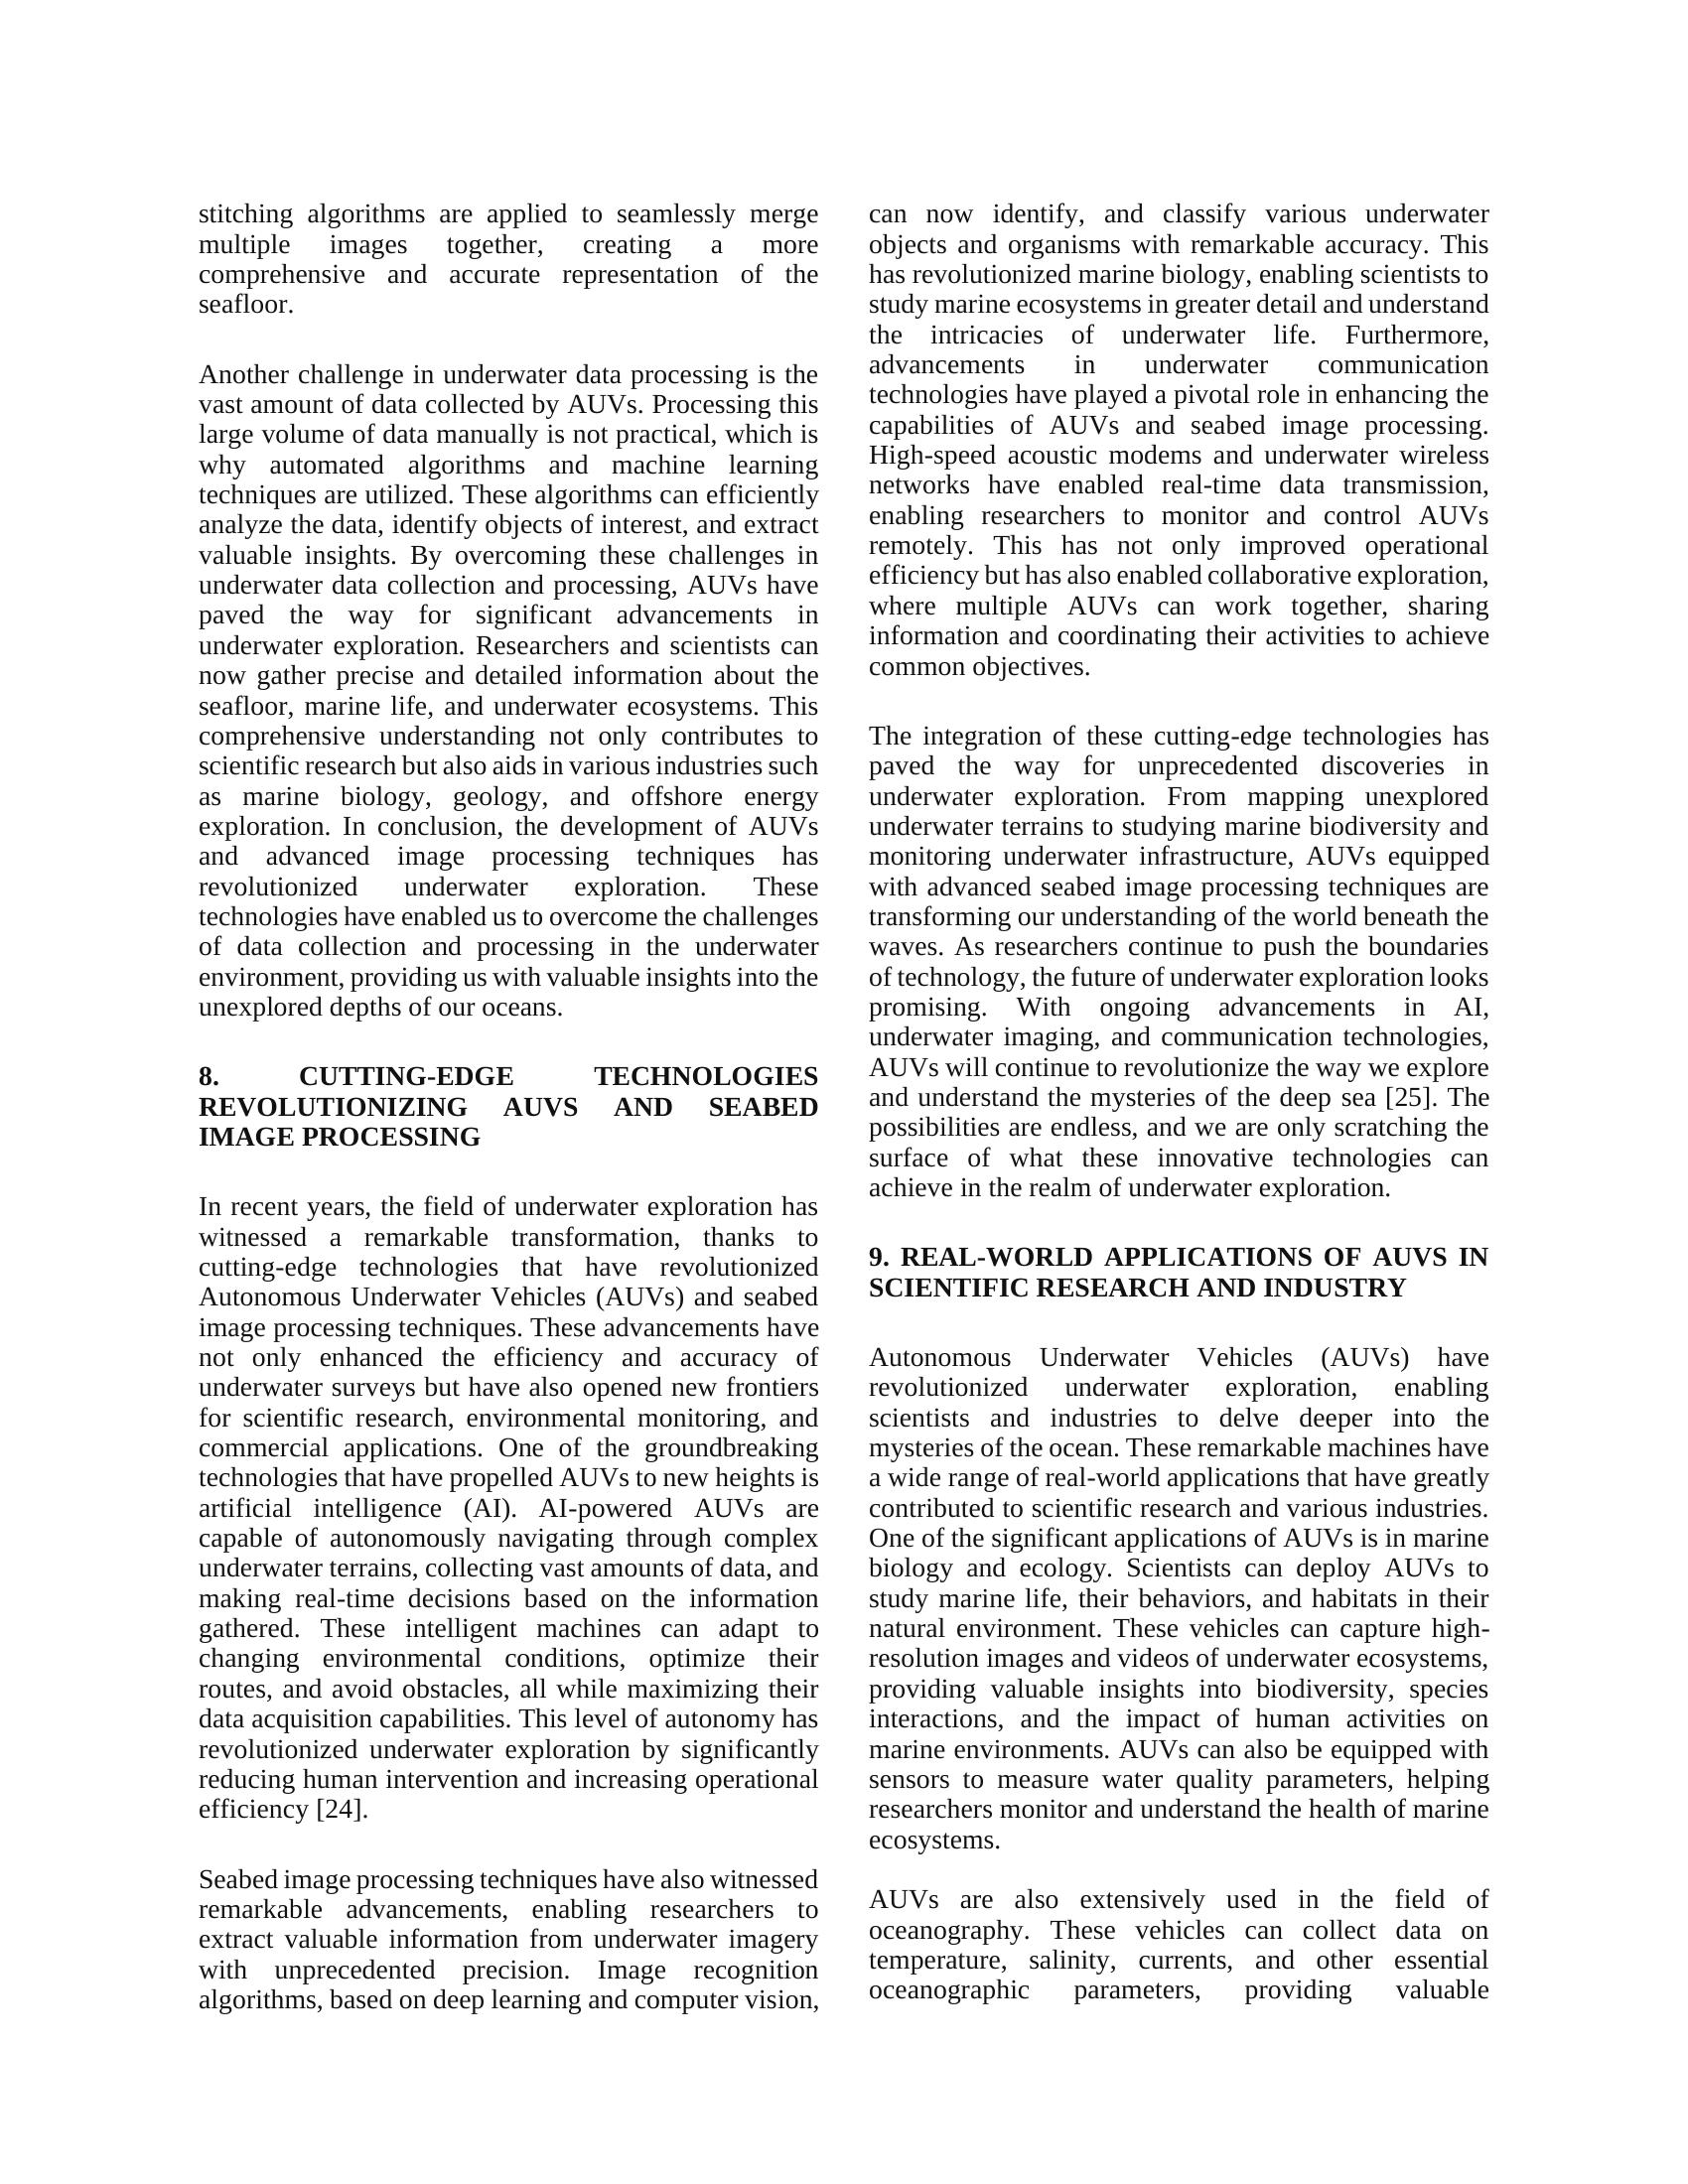 stitching algorithms are applied to seamlessly merge
multiple images together, creating a more
comprehensive and accurate representation of the
seafloor.
Another challenge in underwater data processing is the
vast amount of data collected by AUVs. Processing this
large volume of data manually is not practical, which is
why automated algorithms and machine learning
techniques are utilized. These algorithms can efficiently
analyze the data, identify objects of interest, and extract
valuable insights. By overcoming these challenges in
underwater data collection and processing, AUVs have
paved the way for significant advancements in
underwater exploration. Researchers and scientists can
now gather precise and detailed information about the
seafloor, marine life, and underwater ecosystems. This
comprehensive understanding not only contributes to
scientific research but also aids in various industries such
as marine biology, geology, and offshore energy
exploration. In conclusion, the development of AUVs
and advanced image processing techniques has
revolutionized underwater exploration. These
technologies have enabled us to overcome the challenges
of data collection and processing in the underwater
environment, providing us with valuable insights into the
unexplored depths of our oceans.
8. CUTTING-EDGE TECHNOLOGIES
REVOLUTIONIZING AUVS AND SEABED
IMAGE PROCESSING
In recent years, the field of underwater exploration has
witnessed a remarkable transformation, thanks to
cutting-edge technologies that have revolutionized
Autonomous Underwater Vehicles (AUVs) and seabed
image processing techniques. These advancements have
not only enhanced the efficiency and accuracy of
underwater surveys but have also opened new frontiers
for scientific research, environmental monitoring, and
commercial applications. One of the groundbreaking
technologies that have propelled AUVs to new heights is
artificial intelligence (AI). AI-powered AUVs are
capable of autonomously navigating through complex
underwater terrains, collecting vast amounts of data, and
making real-time decisions based on the information
gathered. These intelligent machines can adapt to
changing environmental conditions, optimize their
routes, and avoid obstacles, all while maximizing their
data acquisition capabilities. This level of autonomy has
revolutionized underwater exploration by significantly
reducing human intervention and increasing operational
efficiency [24].
Seabed image processing techniques have also witnessed
remarkable advancements, enabling researchers to
extract valuable information from underwater imagery
with unprecedented precision. Image recognition
algorithms, based on deep learning and computer vision,
can now identify, and classify various underwater
objects and organisms with remarkable accuracy. This
has revolutionized marine biology, enabling scientists to
study marine ecosystems in greater detail and understand
the intricacies of underwater life. Furthermore,
advancements in underwater communication
technologies have played a pivotal role in enhancing the
capabilities of AUVs and seabed image processing.
High-speed acoustic modems and underwater wireless
networks have enabled real-time data transmission,
enabling researchers to monitor and control AUVs
remotely. This has not only improved operational
efficiency but has also enabled collaborative exploration,
where multiple AUVs can work together, sharing
information and coordinating their activities to achieve
common objectives.
The integration of these cutting-edge technologies has
paved the way for unprecedented discoveries in
underwater exploration. From mapping unexplored
underwater terrains to studying marine biodiversity and
monitoring underwater infrastructure, AUVs equipped
with advanced seabed image processing techniques are
transforming our understanding of the world beneath the
waves. As researchers continue to push the boundaries
of technology, the future of underwater exploration looks
promising. With ongoing advancements in AI,
underwater imaging, and communication technologies,
AUVs will continue to revolutionize the way we explore
and understand the mysteries of the deep sea [25]. The
possibilities are endless, and we are only scratching the
surface of what these innovative technologies can
achieve in the realm of underwater exploration.
9. REAL-WORLD APPLICATIONS OF AUVS IN
SCIENTIFIC RESEARCH AND INDUSTRY
Autonomous Underwater Vehicles (AUVs) have
revolutionized underwater exploration, enabling
scientists and industries to delve deeper into the
mysteries of the ocean. These remarkable machines have
a wide range of real-world applications that have greatly
contributed to scientific research and various industries.
One of the significant applications of AUVs is in marine
biology and ecology. Scientists can deploy AUVs to
study marine life, their behaviors, and habitats in their
natural environment. These vehicles can capture high-
resolution images and videos of underwater ecosystems,
providing valuable insights into biodiversity, species
interactions, and the impact of human activities on
marine environments. AUVs can also be equipped with
sensors to measure water quality parameters, helping
researchers monitor and understand the health of marine
ecosystems.
AUVs are also extensively used in the field of
oceanography. These vehicles can collect data on
temperature, salinity, currents, and other essential
oceanographic parameters, providing valuable